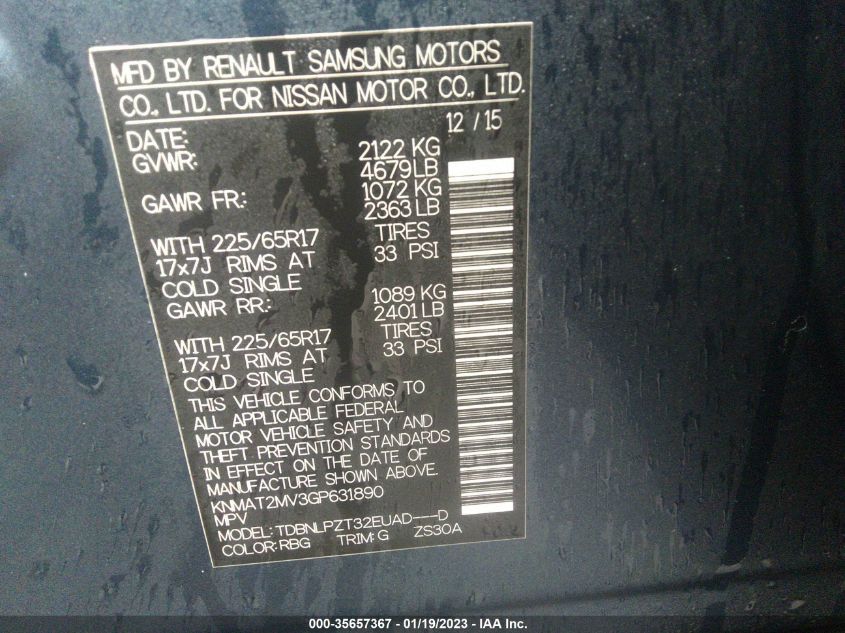 MFD BY RENAULT SAMSUNG MOTORS
CO., LTD. FOR NISSAN MOTOR CO., LTD.
DATE: 12 / 15
GVWR: 2122 KG
4679 LB
GAWR FR: 1072 KG
2363 LB
WITH 225/65R17 TIRES
17x7J RIMS AT 33 PSI
COLD SINGLE
GAWR RR: 1089 KG
2401 LB
WITH 225/65R17 TIRES
17x7J RIMS AT 33 PSI
COLD SINGLE
THIS VEHICLE CONFORMS TO
ALL APPLICABLE FEDERAL
MOTOR VEHICLE SAFETY AND
THEFT PREVENTION STANDARDS
IN EFFECT ON THE DATE OF
MANUFACTURE SHOWN ABOVE.
KNMAT2MV3GP631890
MPV
MODEL: TDBNLPZT32EUAD---D
COLOR: RBG TRIM: G ZS30A
000-35657367 - 01/19/2023 - IAA Inc.